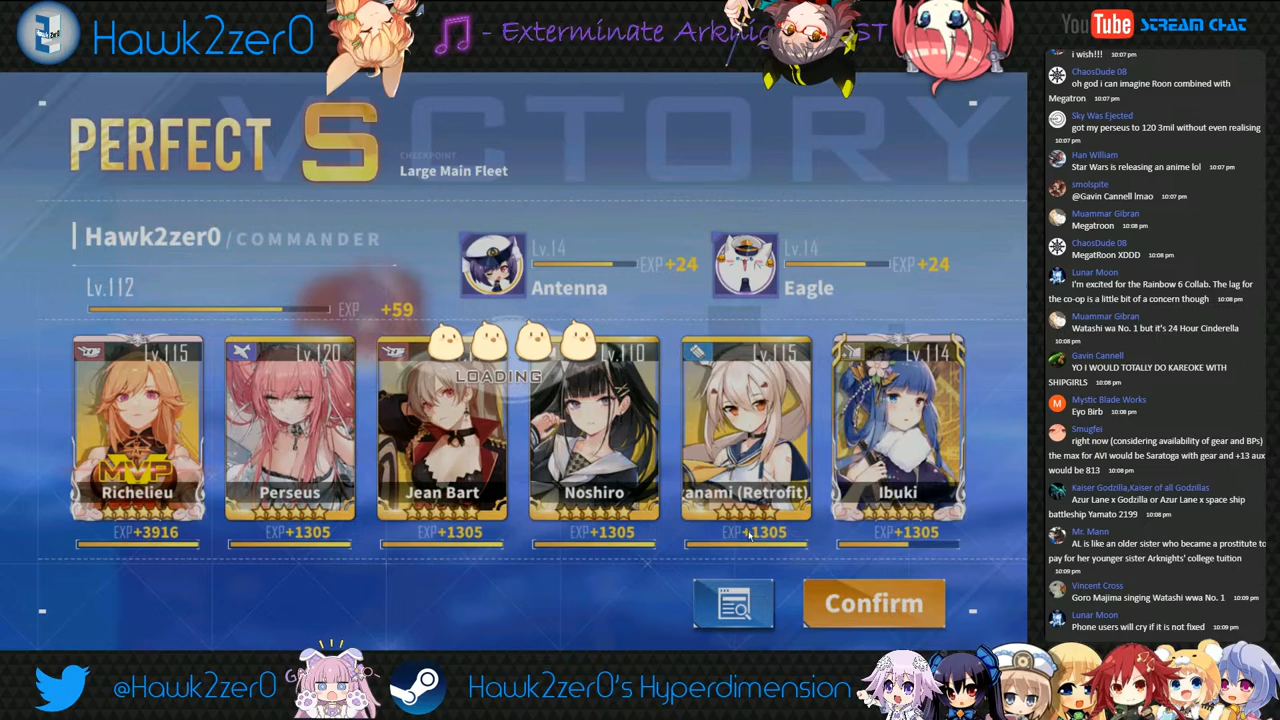 Hawk2zer0
- Exterminate Arknig ST
You Tube STREAM CHAT
VICTORY
PERFECT S
CHECKPOINT
Large Main Fleet
Hawk2zer0 / COMMANDER
Lv.112
EXP +59
Lv.14
EXP+24
Antenna
Lv.14
EXP+24
Eagle
LOADING
Lv.115
Lv.120
Lv.110
Lv.115
Lv.114
MVP
Richelieu
Perseus
Jean Bart
Noshiro
anami (Retrofit)
Ibuki
EXP+3916
EXP+1305
EXP+1305
EXP+1305
EXP+1305
EXP+1305
Confirm
i wish!!! 10:07 pm
ChaosDude 08
oh god i can imagine Roon combined with
Megatron 10:07 pm
Sky Was Ejected
got my perseus to 120 3mil without even realising
10:07 pm
Han William
Star Wars is releasing an anime lol 10:07 pm
smolspite
@Gavin Cannell lmao 10:07 pm
Muammar Gibran
Megatroon 10:08 pm
ChaosDude 08
MegatRoon XDDD 10:08 pm
Lunar Moon
I'm excited for the Rainbow 6 Collab. The lag for
the co-op is a little bit of a concern though 10:08 pm
Muammar Gibran
Watashi wa No. 1 but it's 24 Hour Cinderella
10:08 pm
Gavin Cannell
YO I WOULD TOTALLY DO KAREOKE WITH
SHIPGIRLS 10:08 pm
Mystic Blade Works
Eyo Birb 10:08 pm
Smugfei
right now (considering availability of gear and BPs)
the max for AVI would be Saratoga with gear and +13 aux
would be 813 10:08 pm
Kaiser Godzilla,Kaiser of all Godzillas
Azur Lane x Godzilla or Azur Lane x space ship
battleship Yamato 2199 10:08 pm
Mr. Mann
AL is like an older sister who became a prostitute to
pay for her younger sister Arknights' college tuition
10:09 pm
Vincent Cross
Goro Majima singing Watashi wwa No. 1 10:09 pm
Lunar Moon
Phone users will cry if it is not fixed 10:09 pm
@Hawk2zer0
Hawk2zer0's Hyperdimension